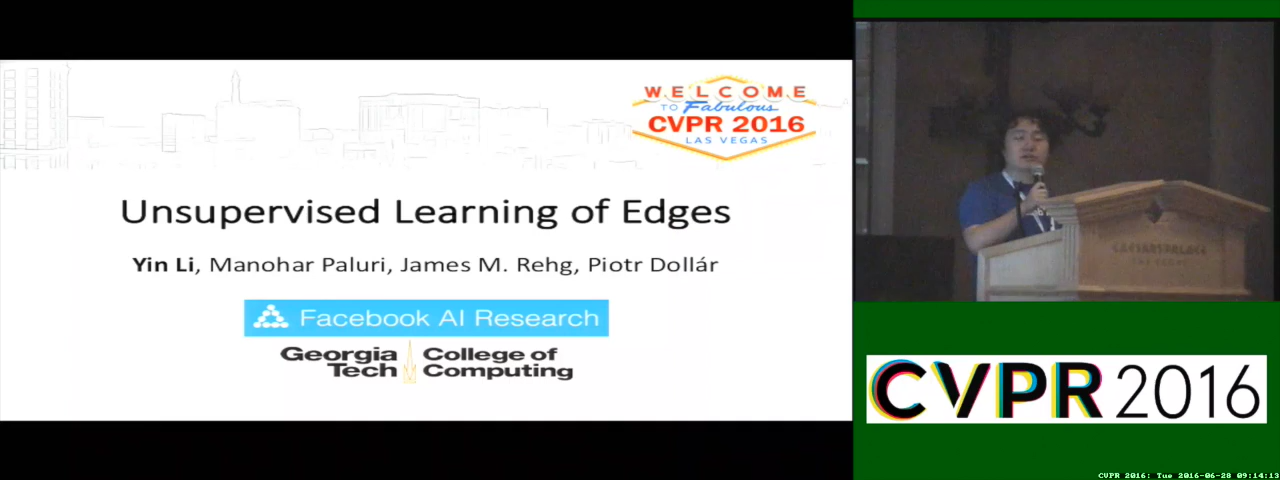 WELCOME
TO Fabulous
CVPR 2016
LAS VEGAS
Unsupervised Learning of Edges
Yin Li, Manohar Paluri, James M. Rehg, Piotr Dollár
Facebook AI Research
Georgia Tech College of Computing
CAESARS PALACE
CVPR 2016
CVPR 2016: Tue 2016-06-28 09:14:13